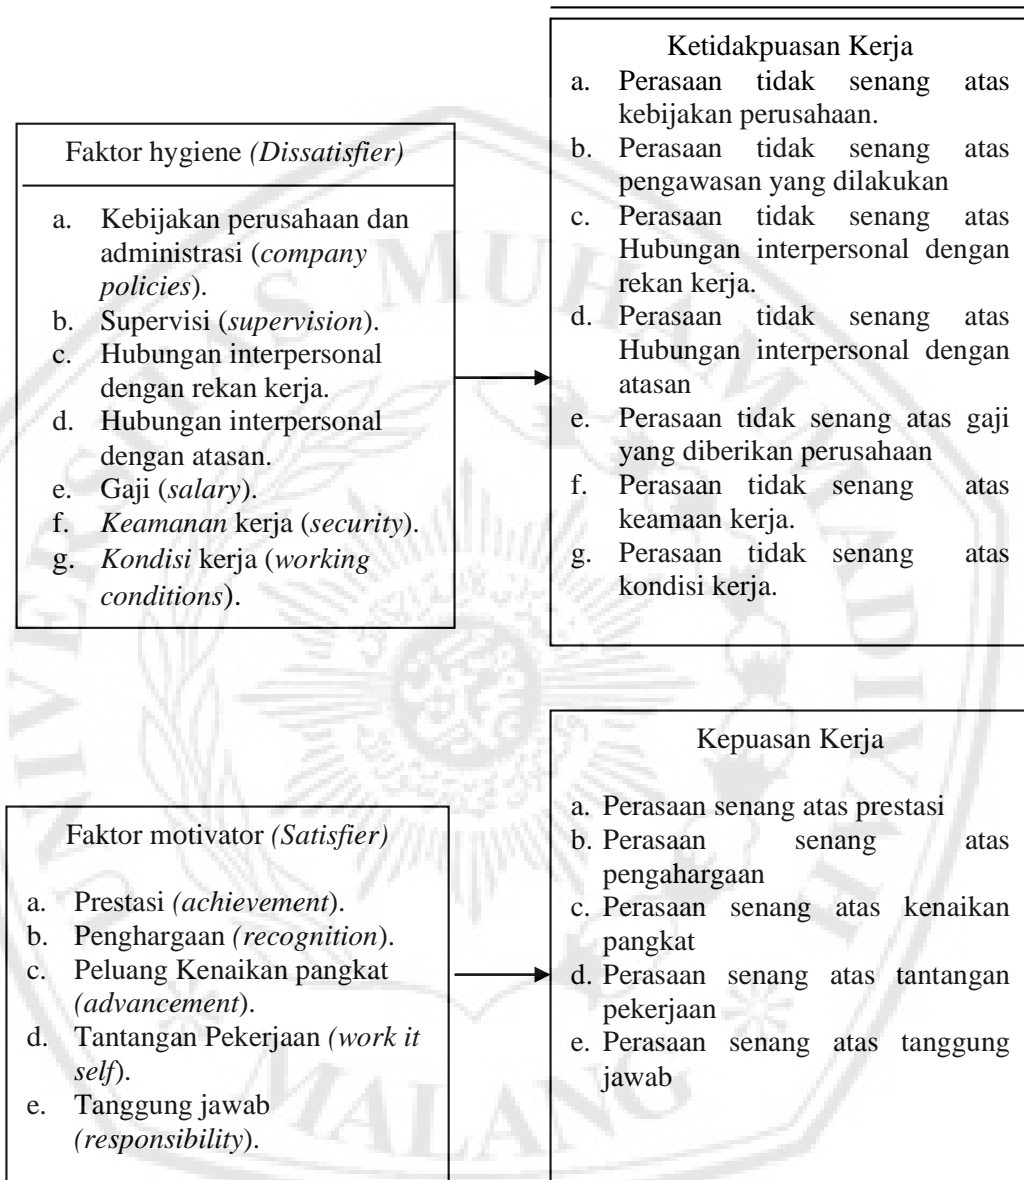 Faktor hygiene (Dissatisfier)
a. Kebijakan perusahaan dan
administrasi (company
policies).
b. Supervisi (supervision).
c. Hubungan interpersonal
dengan rekan kerja.
d. Hubungan interpersonal
dengan atasan.
e. Gaji (salary).
f. Keamanan kerja (security).
g. Kondisi kerja (working
conditions).
Ketidakpuasan Kerja
a. Perasaan tidak senang atas
kebijakan perusahaan.
b. Perasaan tidak senang atas
pengawasan yang dilakukan
c. Perasaan tidak senang atas
Hubungan interpersonal dengan
rekan kerja.
d. Perasaan tidak senang atas
Hubungan interpersonal dengan
atasan
e. Perasaan tidak senang atas gaji
yang diberikan perusahaan
f. Perasaan tidak senang atas
keamaan kerja.
g. Perasaan tidak senang atas
kondisi kerja.
Faktor motivator (Satisfier)
a. Prestasi (achievement).
b. Penghargaan (recognition).
c. Peluang Kenaikan pangkat
(advancement).
d. Tantangan Pekerjaan (work it
self).
e. Tanggung jawab
(responsibility).
Kepuasan Kerja
a. Perasaan senang atas prestasi
b. Perasaan senang atas
pengahargaan
c. Perasaan senang atas kenaikan
pangkat
d. Perasaan senang atas tantangan
pekerjaan
e. Perasaan senang atas tanggung
jawab
UNIVERSITAS MUHAMMADIYAH
MALANG